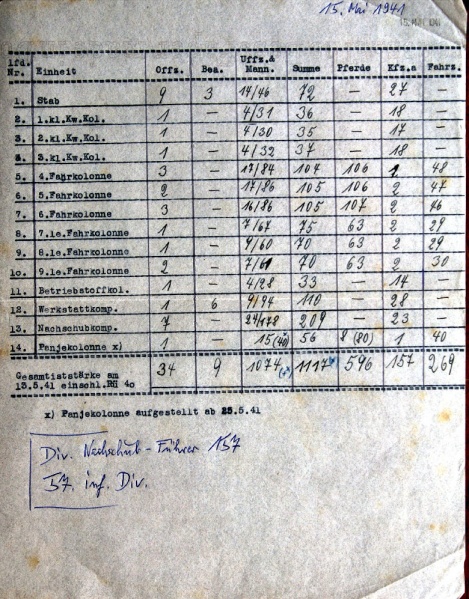 15. Mai 1941
15. MAI 1941
lfd. Nr. Einheit Offz. Bea. Uffz.& Mann. Summe Pferde Kfz.a Fahrz.
1. Stab 9 3 14/46 72 — 27 —
2. 1.kl.Kw.Kol. 1 — 4/31 36 — 18 —
3. 2.kl.Kw.Kol. 1 — 4/30 35 — 17 —
4. 3.kl.Kw.Kol. 1 — 4/32 37 — 18 —
5. 4.Fahrkolonne 3 — 17/84 104 106 1 48
6. 5.Fahrkolonne 2 — 17/86 105 106 2 47
7. 6.Fahrkolonne 3 — 16/86 105 107 2 46
8. 7.le.Fahrkolonne 1 — 7/67 75 63 2 29
9. 8.le.Fahrkolonne 1 — 9/60 70 63 2 29
10. 9.le.Fahrkolonne 2 — 7/61 70 63 2 30
11. Betriebstoffkol. 1 — 4/28 33 — 14 —
12. Werkstattkomp. 1 6 9/94 110 — 28 —
13. Nachschubkomp. 7 — 24/178 209 — 23 —
14. Panjekolonne x) 1 — 15 (40) 56 8 (80) 1 40
Gesamtiststärke am 34 9 1074 1117 596 157 269
13.5.41 einschl.
x) Panjekolonne aufgestellt ab 25.5.41
Div. Nachschub-Führer 157
57. inf. Div.